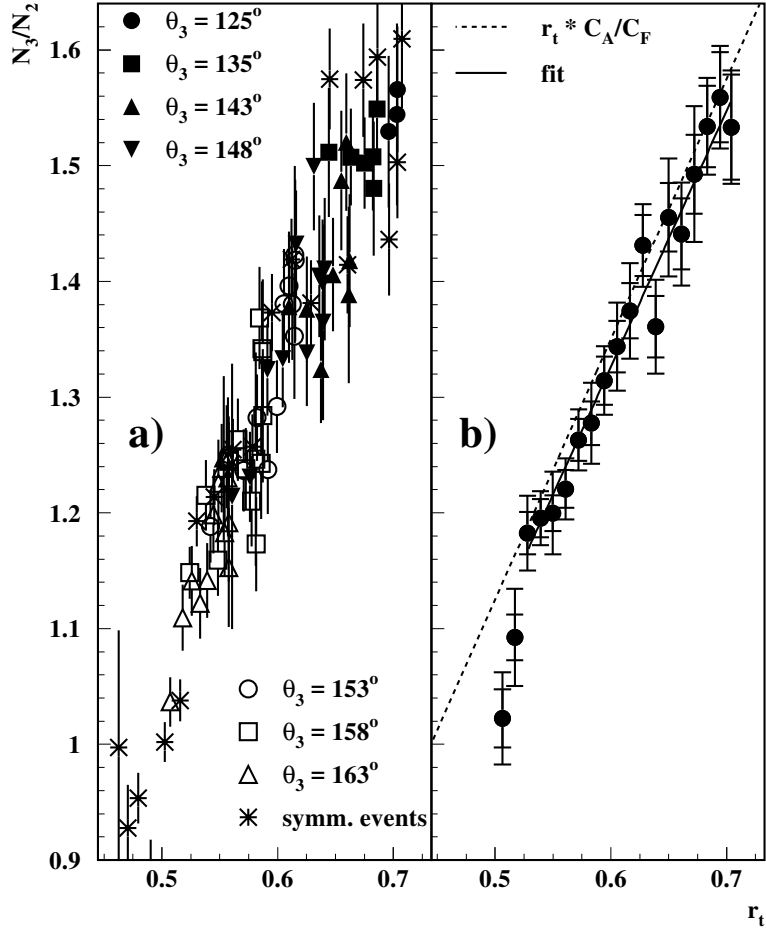 N₃/N₂
1.6
1.5
1.4
1.3
1.2
1.1
1
0.9
θ₃ = 125°
θ₃ = 135°
θ₃ = 143°
θ₃ = 148°
a)
θ₃ = 153°
θ₃ = 158°
θ₃ = 163°
symm. events
0.5 0.6 0.7
rₜ * C_A/C_F
fit
b)
0.5 0.6 0.7
rₜ